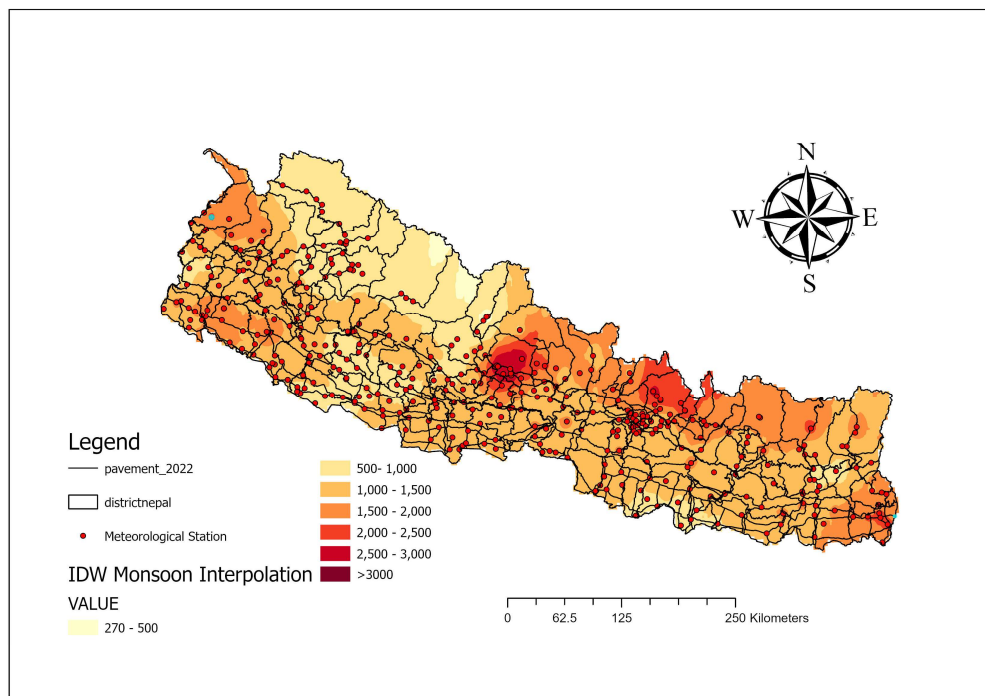 N
W E
S
Legend
pavement_2022
districtnepal
Meteorological Station
IDW Monsoon Interpolation
VALUE
270 - 500
500- 1,000
1,000 - 1,500
1,500 - 2,000
2,000 - 2,500
2,500 - 3,000
>3000
0 62.5 125 250 Kilometers